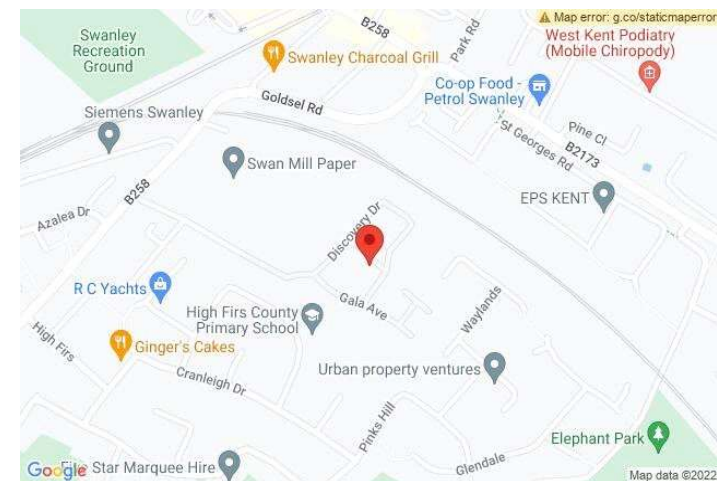 Map error: g.co/staticmaperror
B258
Swanley
Recreation
Ground
Swanley Charcoal Grill
Park Rd
West Kent Podiatry
(Mobile Chiropody)
Co-op Food -
Petrol Swanley
Goldsel Rd
Siemens Swanley
St Georges Rd
Pine Cl
B2173
Swan Mill Paper
B258
EPS KENT
Azalea Dr
Discovery Dr
R C Yachts
Gala Ave
Waylands
High Firs County
Primary School
High Firs
Ginger's Cakes
Cranleigh Dr
Urban property ventures
Pinks Hill
Elephant Park
Glendale
Google
Star Marquee Hire
Map data ©2022